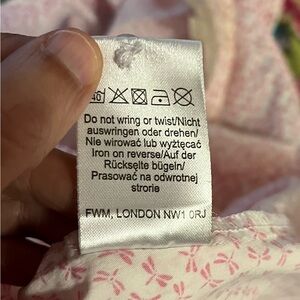 40
Do not wring or twist/Nicht
auswringen oder drehen/
Nie wirować lub wyżtęcać
Iron on reverse/Auf der
Rückseite bügeln/
Prasować na odwrotnej
strorie
FWM, LONDON NW1 0RJ